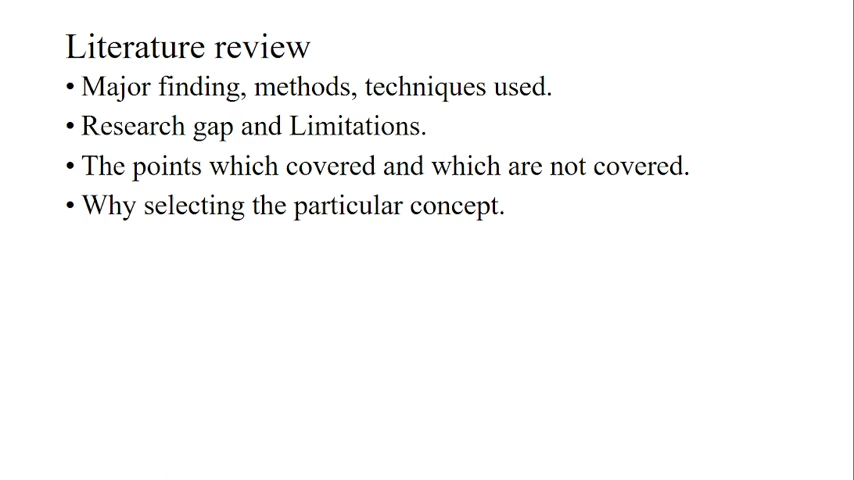 Literature review
• Major finding, methods, techniques used.
• Research gap and Limitations.
• The points which covered and which are not covered.
• Why selecting the particular concept.